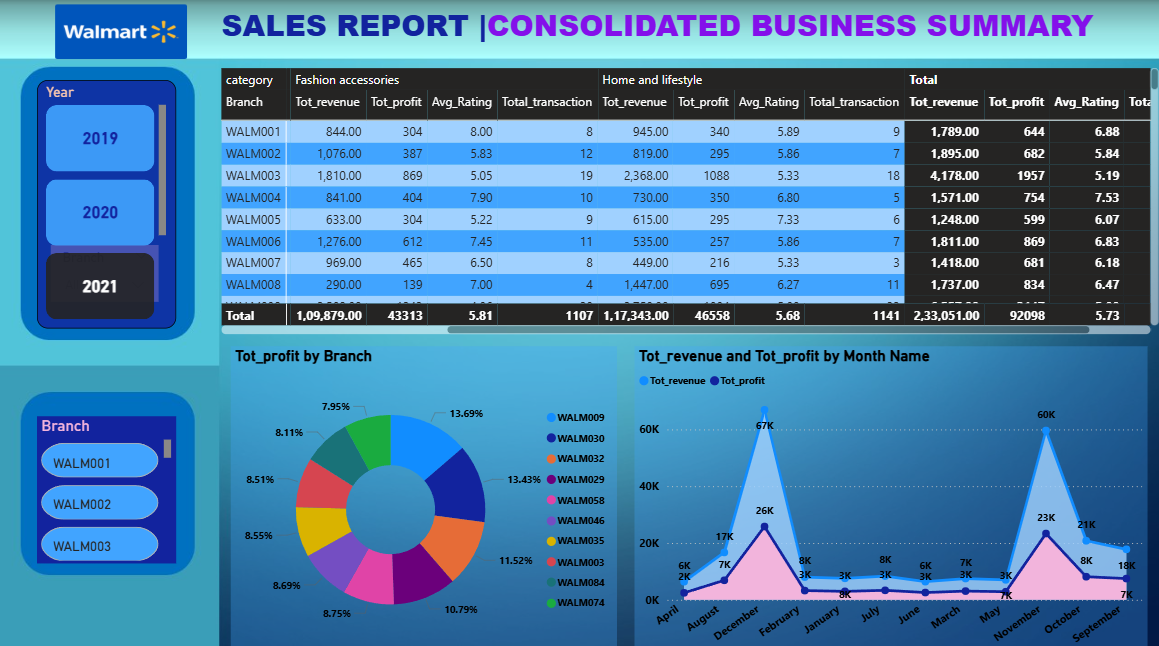 Walmart
SALES REPORT |CONSOLIDATED BUSINESS SUMMARY
Year
2019
2020
2021
Branch
WALM001
WALM002
WALM003
category Fashion accessories Home and lifestyle Total
Branch Tot_revenue Tot_profit Avg_Rating Total_transaction Tot_revenue Tot_profit Avg_Rating Total_transaction Tot_revenue Tot_profit Avg_Rating Tota
WALM001 844.00 304 8.00 8 945.00 340 5.89 9 1,789.00 644 6.88
WALM002 1,076.00 387 5.83 12 819.00 295 5.86 7 1,895.00 682 5.84
WALM003 1,810.00 869 5.05 19 2,368.00 1088 5.33 18 4,178.00 1957 5.19
WALM004 841.00 404 7.90 10 730.00 350 6.80 5 1,571.00 754 7.53
WALM005 633.00 304 5.22 9 615.00 295 7.33 6 1,248.00 599 6.07
WALM006 1,276.00 612 7.45 11 535.00 257 5.86 7 1,811.00 869 6.83
WALM007 969.00 465 6.50 8 449.00 216 5.33 3 1,418.00 681 6.18
WALM008 290.00 139 7.00 4 1,447.00 695 6.27 11 1,737.00 834 6.47
Total 1,09,879.00 43313 5.81 1107 1,17,343.00 46558 5.68 1141 2,33,051.00 92098 5.73
Tot_profit by Branch
7.95%
13.69%
8.11%
8.51%
13.43%
8.55%
11.52%
8.69%
8.75%
10.79%
WALM009
WALM030
WALM032
WALM029
WALM058
WALM046
WALM035
WALM003
WALM084
WALM074
Tot_revenue and Tot_profit by Month Name
Tot_revenue Tot_profit
60K
40K
20K
0K
6K 17K 67K 8K 3K 8K 6K 7K 3K 60K 21K 18K
2K 7K 26K 3K 8K 3K 3K 3K 7K 23K 8K 7K
April August December February January July June March May November October September